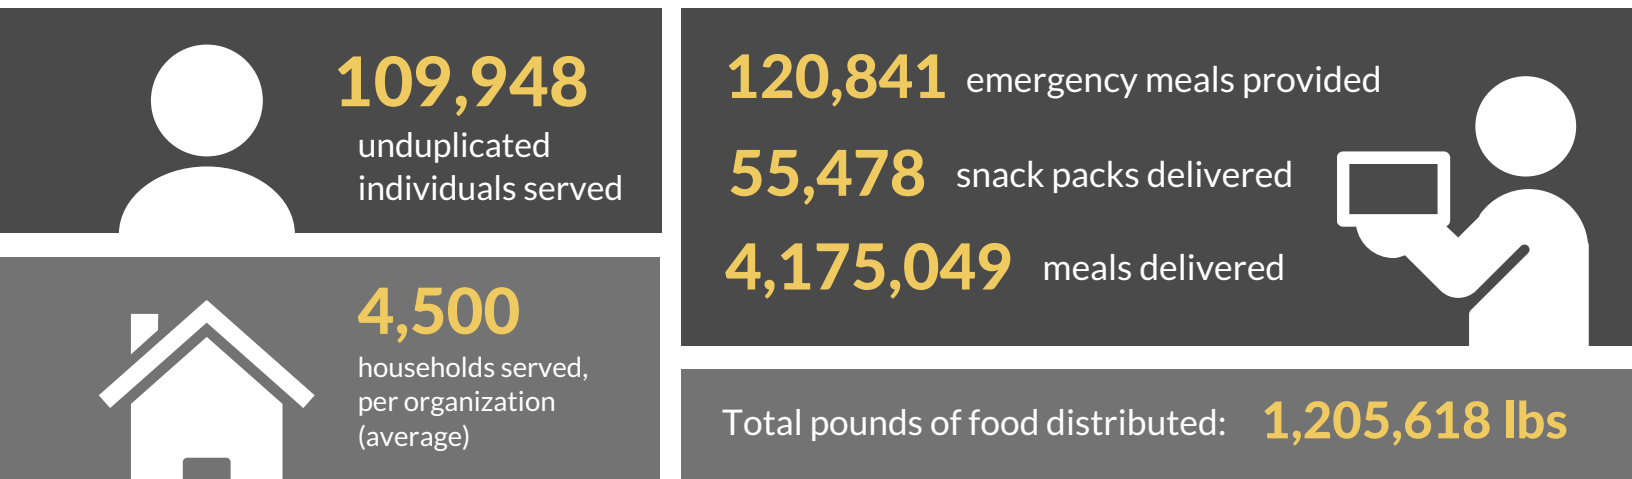 109,948
unduplicated
individuals served
4,500
households served,
per organization
(average)
120,841 emergency meals provided
55,478 snack packs delivered
4,175,049 meals delivered
Total pounds of food distributed: 1,205,618 lbs